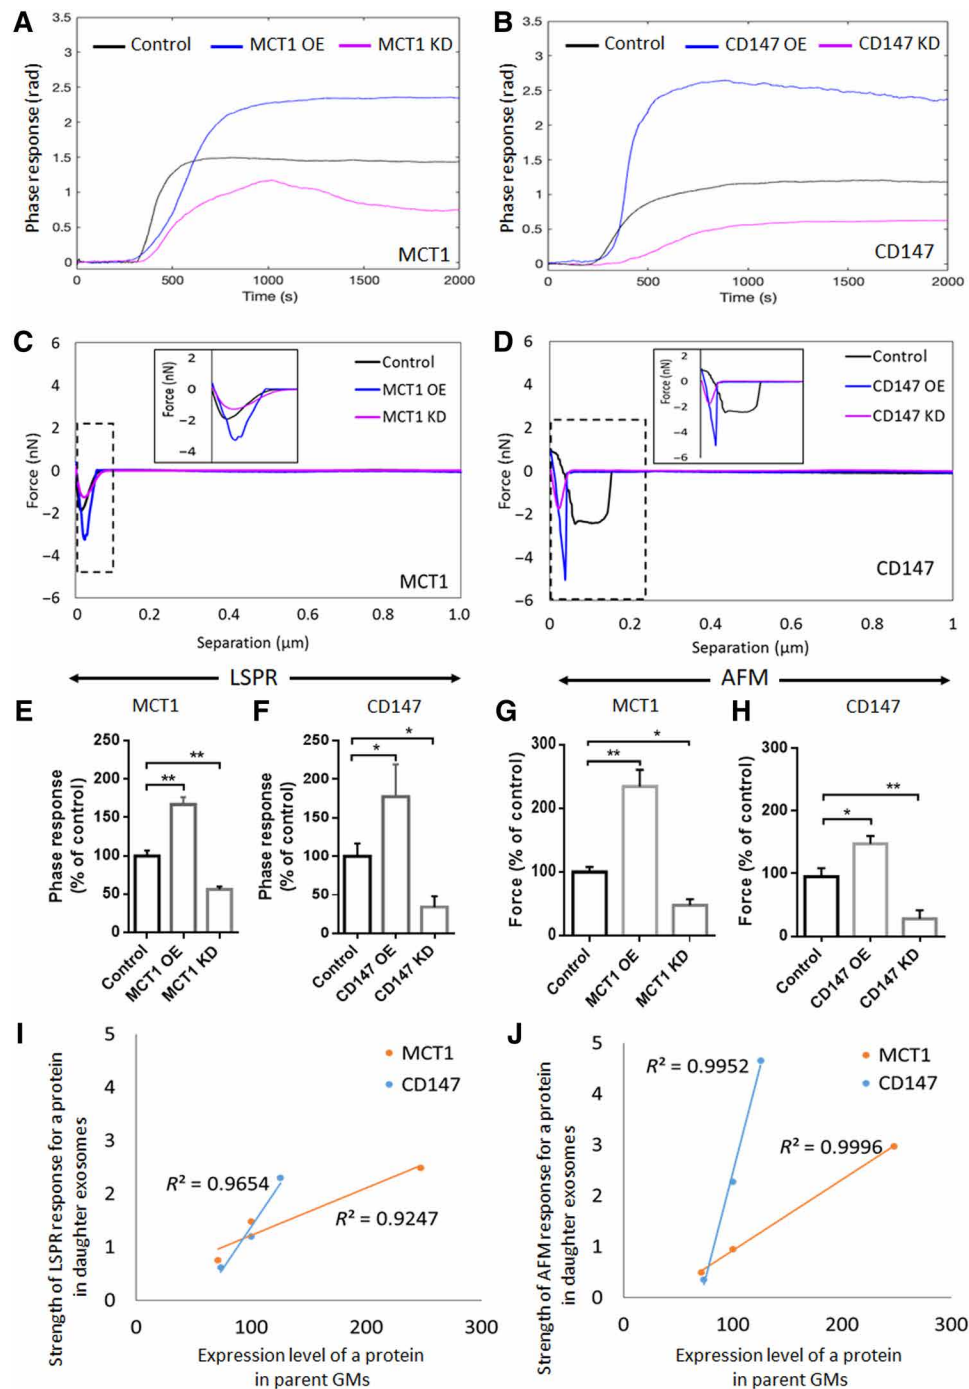 A
3.5
3
2.5
2
1.5
1
0.5
0
Phase response (rad)
Control
MCT1 OE
MCT1 KD
MCT1
0
500
1000
1500
2000
Time (s)
B
3.5
3
2.5
2
1.5
1
0.5
0
Phase response (rad)
Control
CD147 OE
CD147 KD
CD147
0
500
1000
1500
2000
Time (s)
C
6
4
2
0
−2
−4
−6
Force (nN)
2
0
−2
−4
Force (nN)
Control
MCT1 OE
MCT1 KD
MCT1
0
0.2
0.4
0.6
0.8
1.0
Separation (μm)
D
6
4
2
0
−2
−4
−6
Force (nN)
2
0
−2
−4
−6
Force (nN)
Control
CD147 OE
CD147 KD
CD147
0
0.2
0.4
0.6
0.8
1
Separation (μm)
LSPR
AFM
E
MCT1
250
200
150
100
50
0
Phase response
(% of control)
**
**
Control
MCT1 OE
MCT1 KD
F
CD147
250
200
150
100
50
0
Phase response
(% of control)
*
*
Control
CD147 OE
CD147 KD
G
MCT1
300
200
100
0
Force (% of control)
*
**
Control
MCT1 OE
MCT1 KD
H
CD147
300
200
100
0
Force (% of control)
**
*
Control
CD147 OE
CD147 KD
I
5
4
3
2
1
0
Strength of LSPR response for a protein
in daughter exosomes
MCT1
CD147
R² = 0.9654
R² = 0.9247
0
100
200
300
Expression level of a protein
in parent GMs
J
5
4
3
2
1
0
Strength of AFM response for a protein
in daughter exosomes
MCT1
CD147
R² = 0.9952
R² = 0.9996
0
100
200
300
Expression level of a protein
in parent GMs